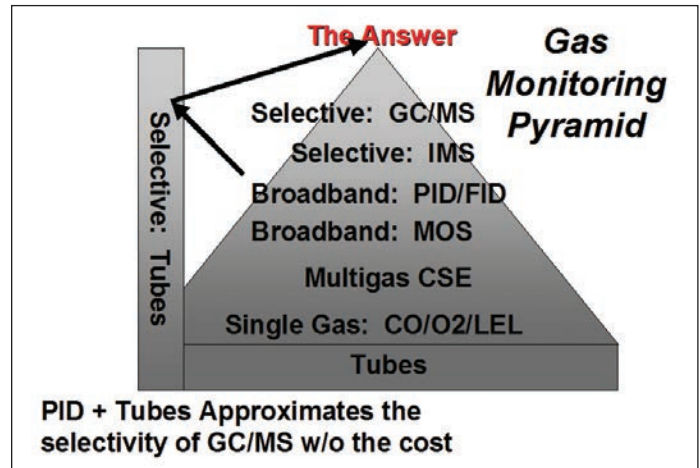 The Answer
Gas
Monitoring
Pyramid
Selective: Tubes
Selective: GC/MS
Selective: IMS
Broadband: PID/FID
Broadband: MOS
Multigas CSE
Single Gas: CO/O2/LEL
Tubes
PID + Tubes Approximates the
selectivity of GC/MS w/o the cost